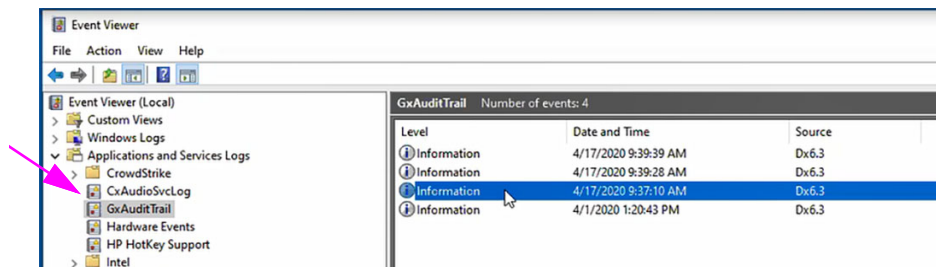 Event Viewer
File Action View Help
Event Viewer (Local)
Custom Views
Windows Logs
Applications and Services Logs
CrowdStrike
CxAudioSvcLog
GxAuditTrail
Hardware Events
HP HotKey Support
Intel
GxAuditTrail Number of events: 4
Level Date and Time Source
Information 4/17/2020 9:39:39 AM Dx6.3
Information 4/17/2020 9:39:28 AM Dx6.3
Information 4/17/2020 9:37:10 AM Dx6.3
Information 4/1/2020 1:20:43 PM Dx6.3